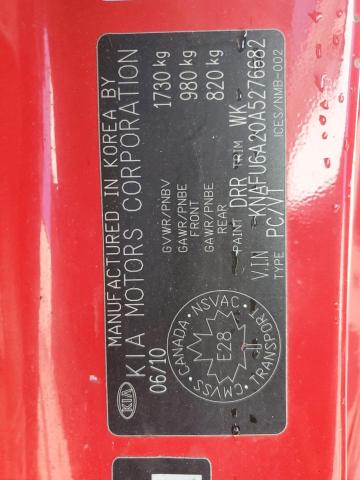 MANUFACTURED IN KOREA BY
KIA MOTORS CORPORATION
KIA
06/10
GVWR/PNBV 1730 kg
GAWR/PNBE 980 kg
GAWR/PNBE 820 kg
REAR
PAINT DRR TRIM WK
V.IN KNAFU6A20A5276682
TYPE PC/VT ICES/NMB-002
CANADA NSVAC TRANSPORT CMVSS
E28